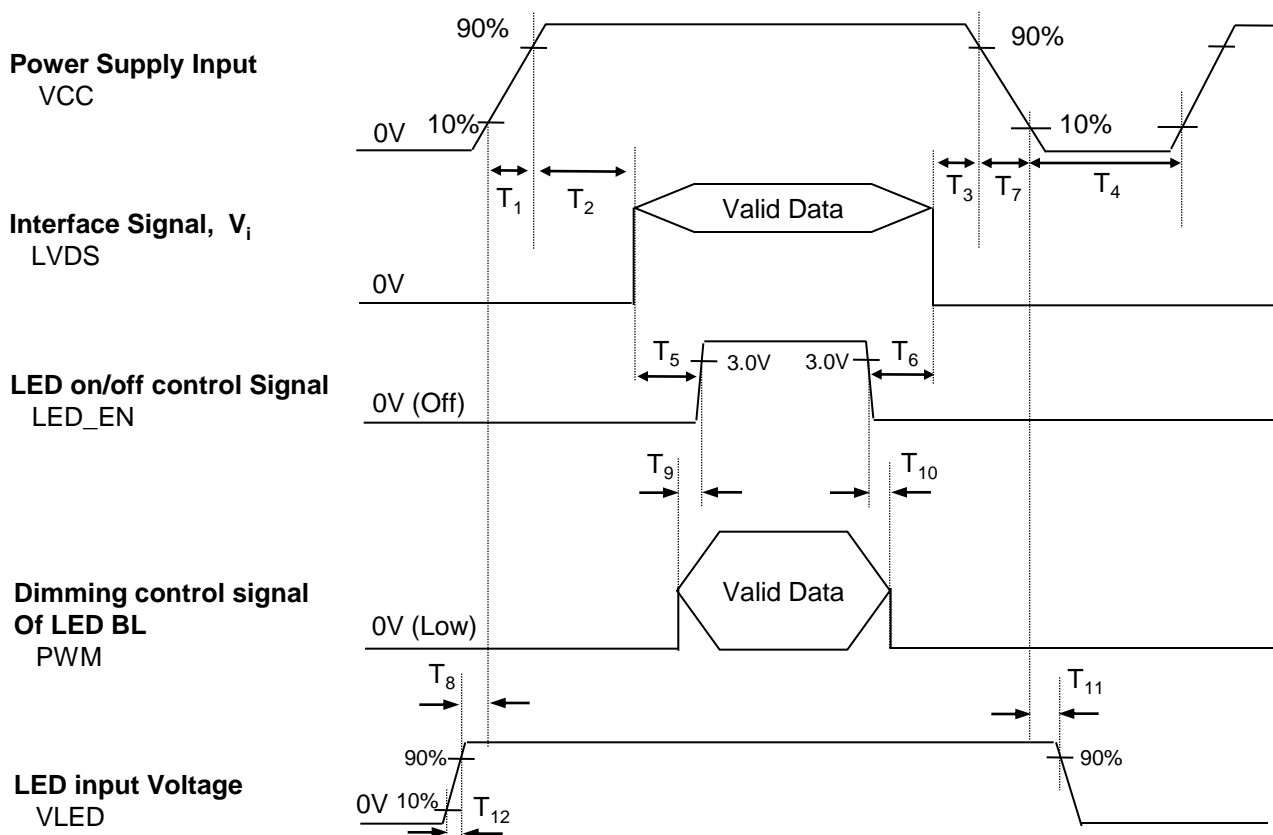 90%
90%
Power Supply Input
VCC
10%
10%
0V
T1
T2
T3
T7
T4
Valid Data
Interface Signal, Vi
LVDS
0V
T5
3.0V
3.0V
T6
LED on/off control Signal
LED_EN
0V (Off)
T9
T10
Valid Data
Dimming control signal
Of LED BL
PWM
0V (Low)
T8
T11
90%
90%
LED input Voltage
VLED
0V
10%
T12